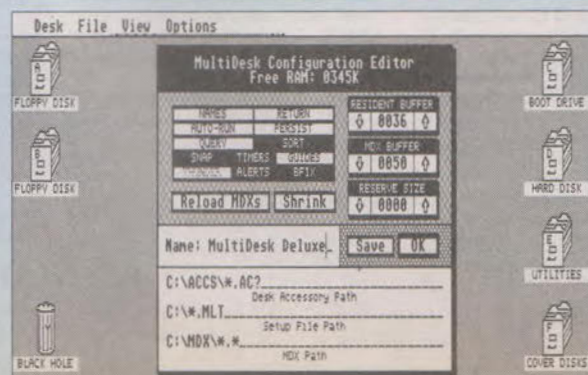 Desk File View Options
MultiDesk Configuration Editor
Free RAM: 0345K
A
FLOPPY DISK
B
FLOPPY DISK
BLACK HOLE
NAMES RETURN
AUTO-RUN PERSIST
QUERY SORT
SNAP TIMERS GUIDES
ALERTS BFIX
Reload MDXs Shrink
RESIDENT BUFFER
0036
MDX BUFFER
0050
RESERVE SIZE
0000
Name: MultiDesk Deluxe_
Save OK
C:\ACCS\*.AC?
Desk Accessory Path
C:\*.MLT
Setup File Path
C:\MDX\*.*
MDX Path
C
BOOT DRIVE
D
HARD DISK
UTILITIES
F
COVER DISKS